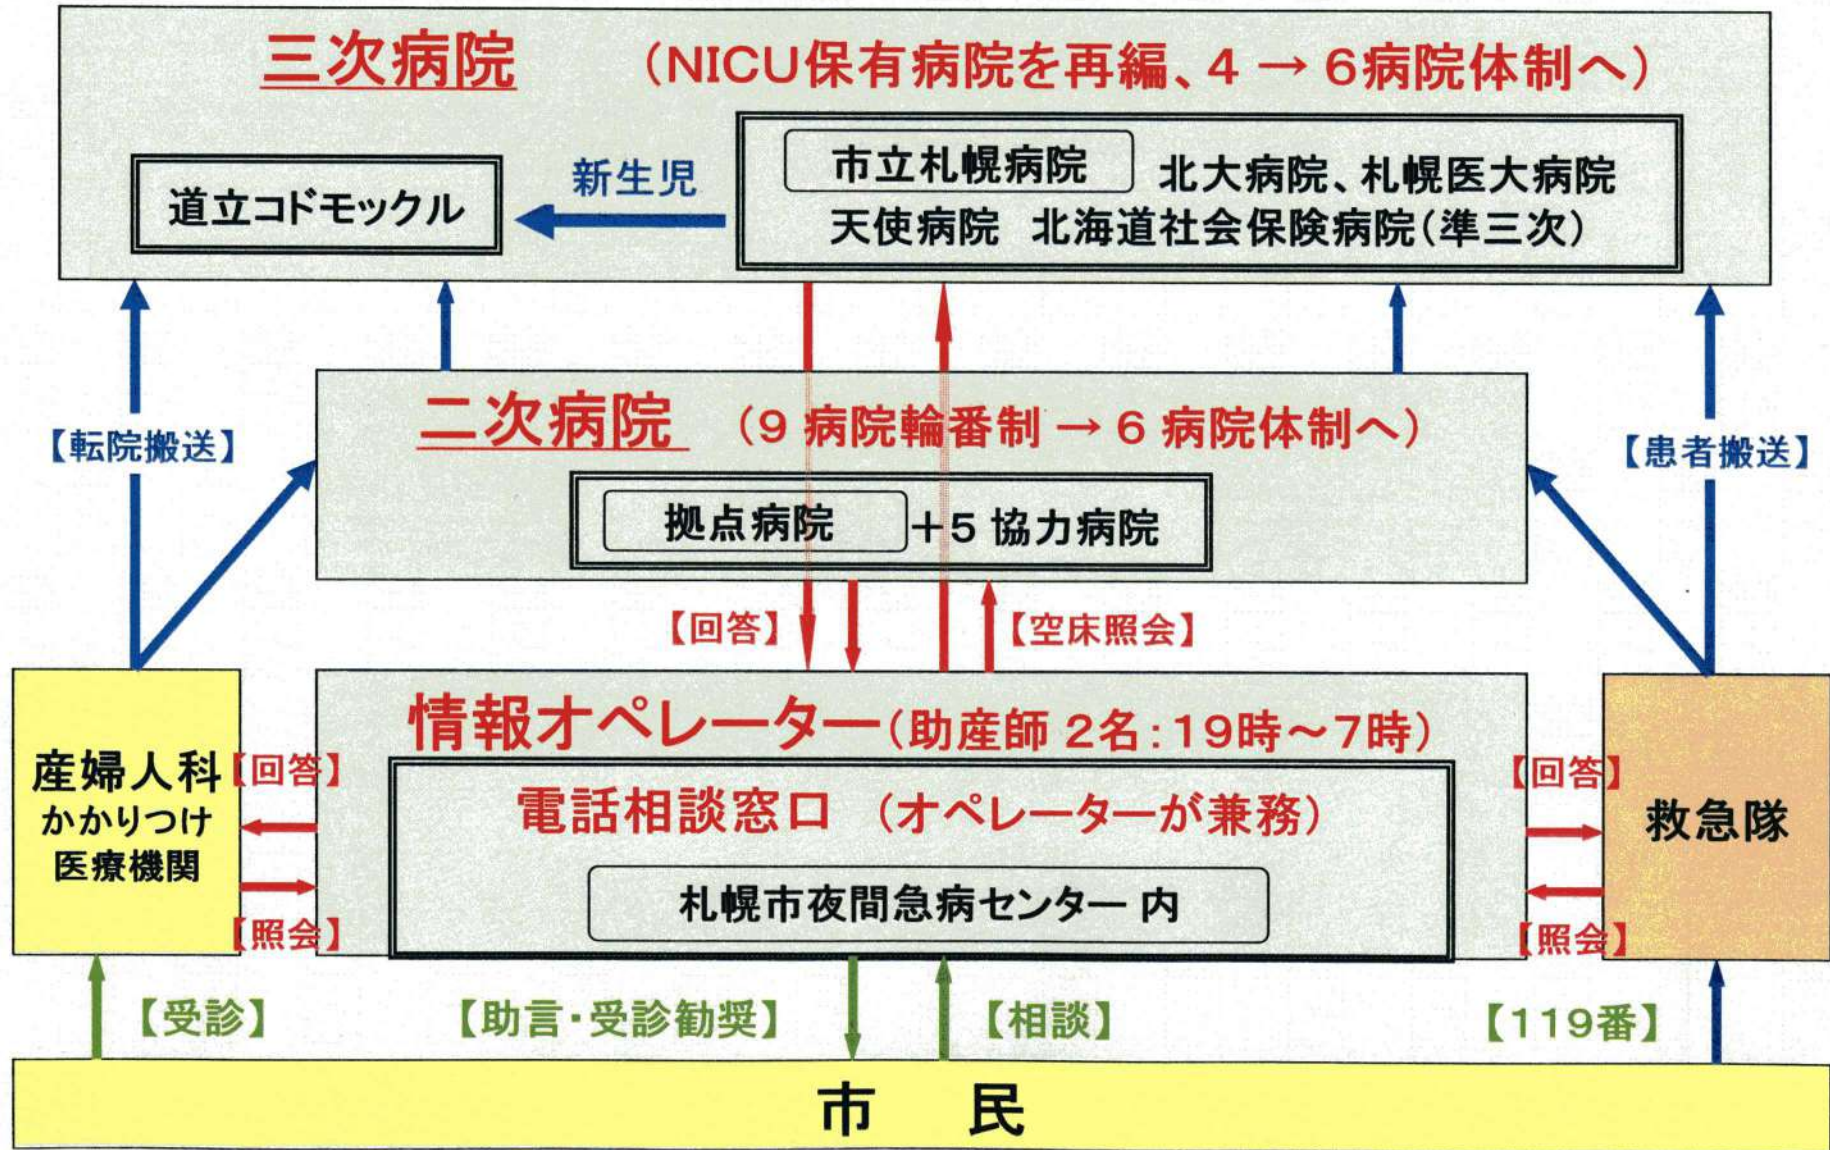 三次病院 （NICU保有病院を再編、4 → 6病院体制へ）
市立札幌病院 北大病院、札幌医大病院
天使病院 北海道社会保険病院（準三次）
新生児
道立コドモックル
二次病院 （9 病院輪番制 → 6 病院体制へ）
拠点病院 ＋5 協力病院
【転院搬送】
【患者搬送】
【回答】
【空床照会】
情報オペレーター（助産師 2名：19時～7時）
電話相談窓口 （オペレーターが兼務）
札幌市夜間急病センター 内
産婦人科
かかりつけ
医療機関
【回答】
【照会】
【回答】
【照会】
救急隊
【受診】
【助言・受診勧奨】
【相談】
【119番】
市 民